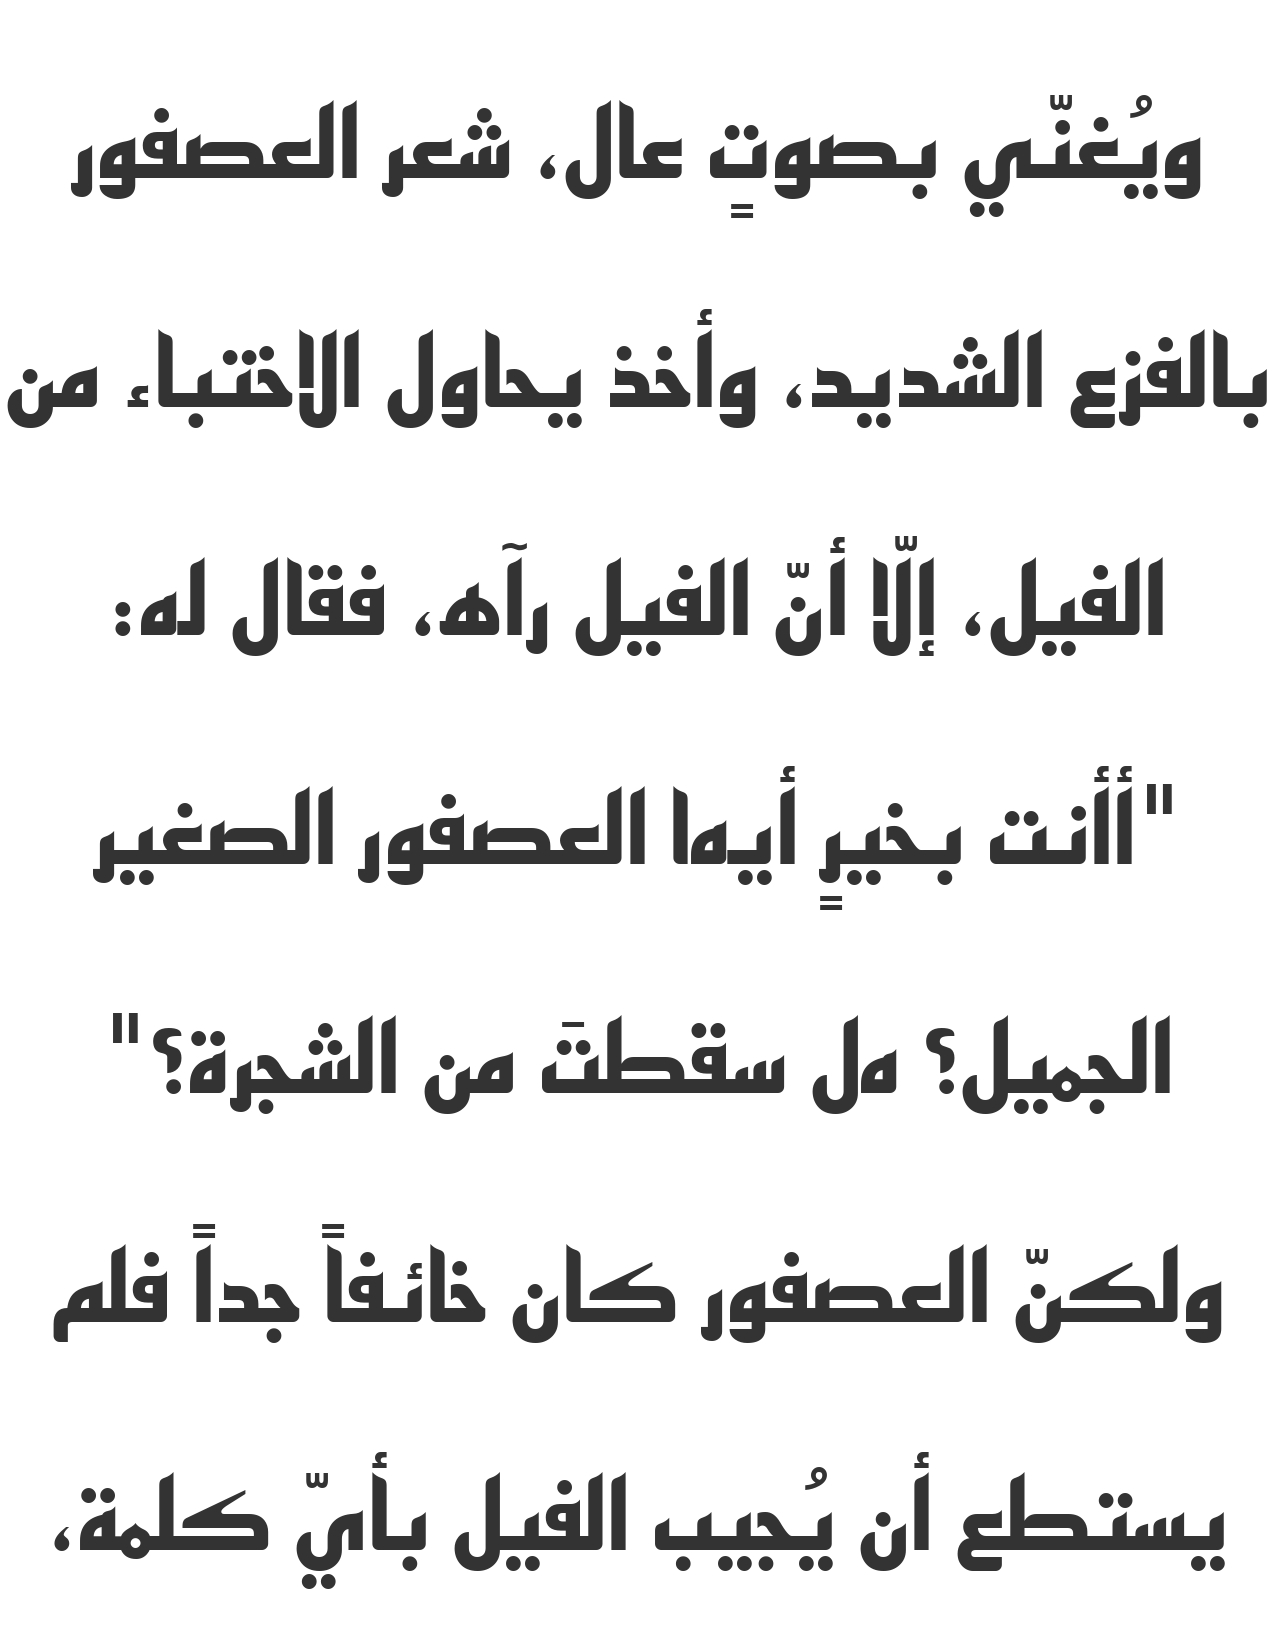 ويُغنّي بصوتٍ عال، شعر العصفور
بالفزع الشديد، وأخذ يحاول الاختباء من
الفيل، إلّا أنّ الفيل رآه، فقال له:
"أأنت بخيرٍ أيها العصفور الصغير
الجميل؟ هل سقطتَ من الشجرة؟"
ولكنّ العصفور كان خائفاً جداً فلم
يستطع أن يُجيب الفيل بأيّ كلمة،